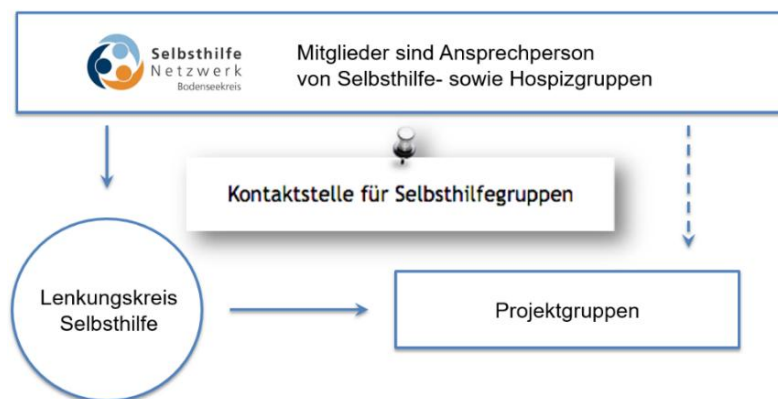 Selbsthilfe
Netzwerk
Bodenseekreis
Mitglieder sind Ansprechperson
von Selbsthilfe- sowie Hospizgruppen
Kontaktstelle für Selbsthilfegruppen
Lenkungskreis
Selbsthilfe
Projektgruppen